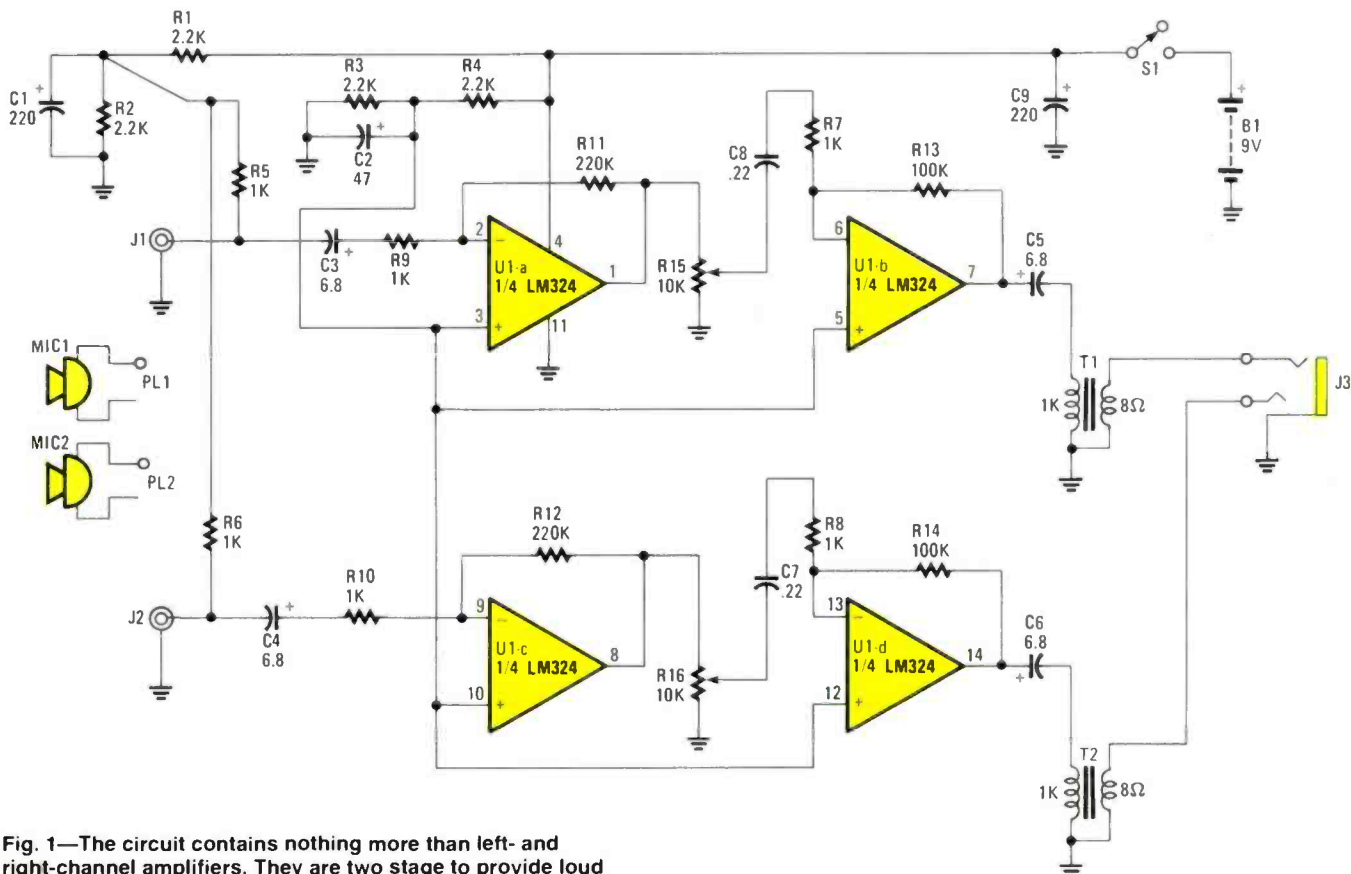 R1
2.2K
R3
2.2K
R4
2.2K
C1
220
+
R2
2.2K
C2
47
+
R5
1K
R11
220K
C8
.22
R7
1K
R13
100K
C9
220
+
S1
+
B1
9V
J1
C3
6.8
+
R9
1K
2
−
4
U1-a
1/4 LM324
1
3
+
11
R15
10K
6
−
U1-b
1/4 LM324
7
5
+
C5
6.8
+
T1
1K
8Ω
J3
MIC1
PL1
MIC2
PL2
R6
1K
R12
220K
R10
1K
J2
C4
6.8
+
9
−
U1-c
1/4 LM324
8
10
+
R16
10K
C7
.22
R8
1K
R14
100K
13
−
U1-d
1/4 LM324
14
12
+
C6
6.8
+
T2
1K
8Ω
Fig. 1—The circuit contains nothing more than left- and
right-channel amplifiers. They are two stage to provide loud